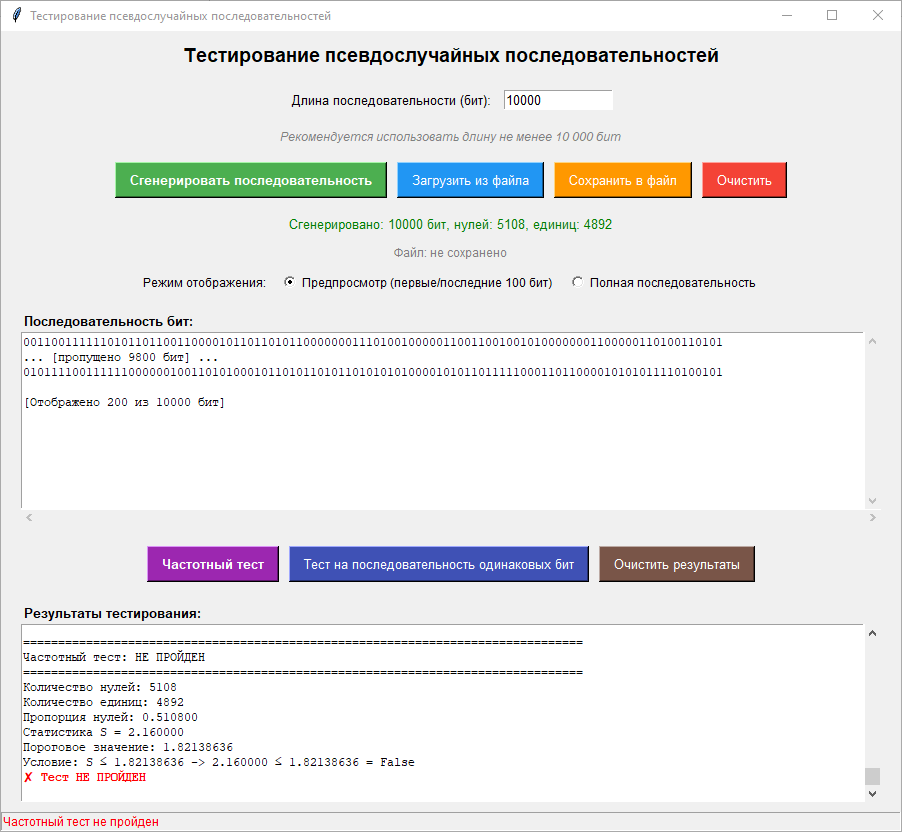 Тестирование псевдослучайных последовательностей
Тестирование псевдослучайных последовательностей
Длина последовательности (бит): 10000
Рекомендуется использовать длину не менее 10 000 бит
Сгенерировать последовательность Загрузить из файла Сохранить в файл Очистить
Сгенерировано: 10000 бит, нулей: 5108, единиц: 4892
Файл: не сохранено
Режим отображения: Предпросмотр (первые/последние 100 бит) Полная последовательность
Последовательность бит:
... [пропущено 9800 бит] ...
[Отображено 200 из 10000 бит]
Частотный тест Тест на последовательность одинаковых бит Очистить результаты
Результаты тестирования:
================================================================================
Частотный тест: НЕ ПРОЙДЕН
================================================================================
Количество нулей: 5108
Количество единиц: 4892
Пропорция нулей: 0.510800
Статистика S = 2.160000
Пороговое значение: 1.82138636
Условие: S ≤ 1.82138636 -> 2.160000 ≤ 1.82138636 = False
✗ Тест НЕ ПРОЙДЕН
Частотный тест не пройден